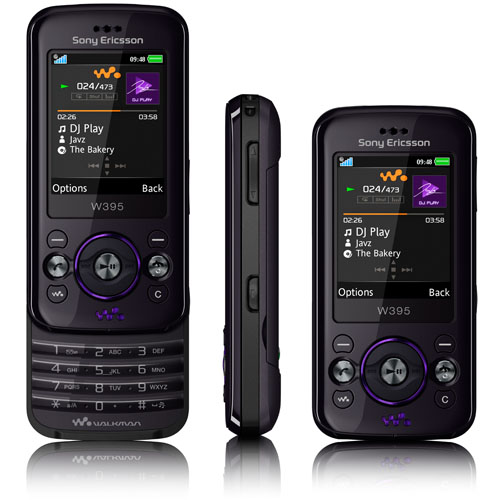 Sony Ericsson
09:48
024/473
DJ PLAY
02:26 03:58
DJ Play
Javz
The Bakery
Options Back
W395
C
1 2 ABC 3 DEF
4 GHI 5 JKL 6 MNO
7 PQRS 8 TUV 9 WXYZ
* a/A 0 + #
WALKMAN
Sony Ericsson
09:48
024/473
DJ PLAY
02:26 03:58
DJ Play
Javz
The Bakery
Options Back
W395
C